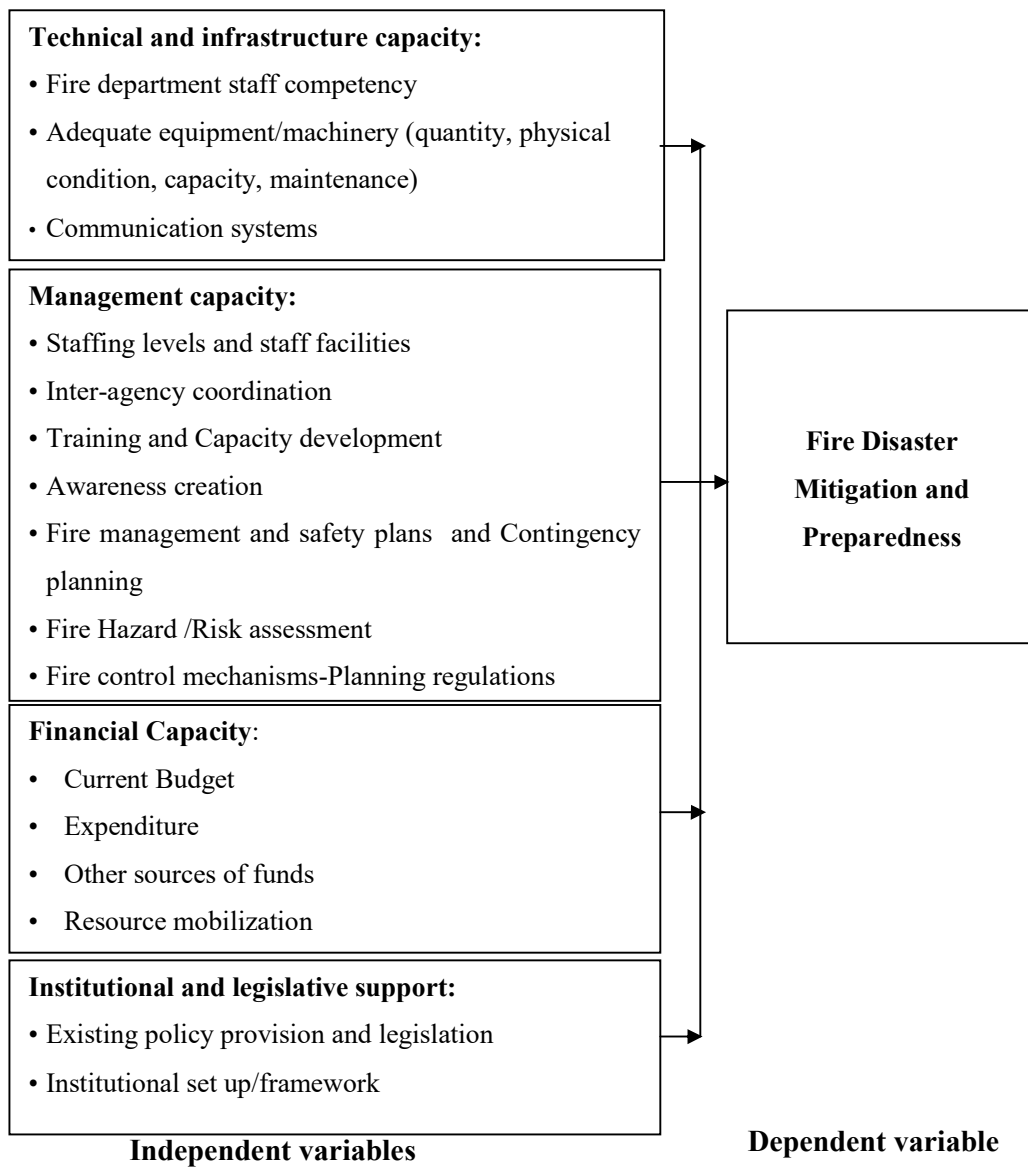 Technical and infrastructure capacity:
• Fire department staff competency
• Adequate equipment/machinery (quantity, physical
condition, capacity, maintenance)
• Communication systems
Management capacity:
• Staffing levels and staff facilities
• Inter-agency coordination
• Training and Capacity development
• Awareness creation
• Fire management and safety plans and Contingency
planning
• Fire Hazard /Risk assessment
• Fire control mechanisms-Planning regulations
Financial Capacity:
• Current Budget
• Expenditure
• Other sources of funds
• Resource mobilization
Institutional and legislative support:
• Existing policy provision and legislation
• Institutional set up/framework
Independent variables
Fire Disaster
Mitigation and
Preparedness
Dependent variable